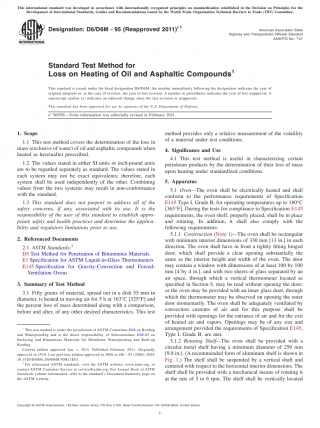 This international standard was developed in accordance with internationally recognized principles on standardization established in the Decision on Principles for the
Development of International Standards, Guides and Recommendations issued by the World Trade Organization Technical Barriers to Trade (TBT) Committee.
Designation: D6/D6M – 95 (Reapproved 2011)ɛ1
American Association State
Highway and Transportation Officials Standard
AASHTO No.: T47
Standard Test Method for
Loss on Heating of Oil and Asphaltic Compounds1
This standard is issued under the fixed designation D6/D6M; the number immediately following the designation indicates the year of
original adoption or, in the case of revision, the year of last revision. A number in parentheses indicates the year of last reapproval. A
superscript epsilon (ɛ) indicates an editorial change since the last revision or reapproval.
This standard has been approved for use by agencies of the U.S. Department of Defense.
ɛ1 NOTE—Units information was editorially revised in February 2011.
1. Scope
1.1 This test method covers the determination of the loss in
mass (exclusive of water) of oil and asphaltic compounds when
heated as hereinafter prescribed.
1.2 The values stated in either SI units or inch-pound units
are to be regarded separately as standard. The values stated in
each system may not be exact equivalents; therefore, each
system shall be used independently of the other. Combining
values from the two systems may result in non-conformance
with the standard.
1.3 This standard does not purport to address all of the
safety concerns, if any, associated with its use. It is the
responsibility of the user of this standard to establish appro-
priate safety and health practices and determine the applica-
bility and regulatory limitations prior to use.
2. Referenced Documents
2.1 ASTM Standards:2
D5 Test Method for Penetration of Bituminous Materials
E1 Specification for ASTM Liquid-in-Glass Thermometers
E145 Specification for Gravity-Convection and Forced-
Ventilation Ovens
3. Summary of Test Method
3.1 Fifty grams of material, spread out in a dish 55 mm in
diameter, is heated in moving air for 5 h at 163°C [325°F] and
the percent loss of mass determined along with a comparison,
before and after, of any other desired characteristics. This test
1 This test method is under the jurisdiction of ASTM Committee D08 on Roofing
and Waterproofing and is the direct responsibility of Subcommittee
Surfacing and Bituminous Materials for Membrane Waterproofing and Built-up
Roofing.
Current edition approved Jan. 1, 2011. Published February 2011. Originally
approved in 1911. Last previous edition approved in 2006 as D6 – 95 (2006). DOI:
2 For referenced ASTM standards, visit the ASTM website, www.astm.org, or
contact ASTM Customer Service at service@astm.org. For Annual Book of ASTM
Standards volume information, refer to the standard's Document Summary page on
the ASTM website.
method provides only a relative measurement of the volatility
of a material under test conditions.
4. Significance and Use
4.1 This test method is useful in characterizing certain
petroleum products by the determination of their loss of mass
upon heating under standardized conditions.
5. Apparatus
5.1 Oven—The oven shall be electrically heated and shall
conform to the performance requirements of Specification
E145 Type I, Grade B, for operating temperatures up to 180°C
[365°F]. During the tests for compliance to Specification E145
requirements, the oven shelf, properly placed, shall be in place
and rotating. In addition, it shall also comply with the
following requirements:
5.1.1 Construction (Note 1)—The oven shall be rectangular
with minimum interior dimensions of 330 mm [13 in.] in each
direction. The oven shall have in front a tightly fitting hinged
door, which shall provide a clear opening substantially the
same as the interior height and width of the oven. The door
may contain a window with dimensions of at least 100 by 100
mm [4 by 4 in.], and with two sheets of glass separated by an
air space, through which a vertical thermometer located as
specified in Section 8, may be read without opening the door;
or the oven may be provided with an inner glass door, through
which the thermometer may be observed on opening the outer
door momentarily. The oven shall be adequately ventilated by
convection currents of air and for this purpose shall be
provided with openings for the entrance of air and for the exit
of heated air and vapors. Openings may be of any size and
arrangement provided the requirements of Specification E145,
Type I, Grade B, are met.
5.1.2 Rotating Shelf—The oven shall be provided with a
circular metal shelf having a minimum diameter of 250 mm
[9.8 in.]. (A recommended form of aluminum shelf is shown in
Fig. 1.) The shelf shall be suspended by a vertical shaft and
centered with respect to the horizontal interior dimensions. The
shelf shall be provided with a mechanical means of rotating it
at the rate of 5 to 6 rpm. The shelf shall be vertically located
Copyright © ASTM International, 100 Barr Harbor Drive, PO Box C700, West Conshohocken, PA 19428-2959. United States
1